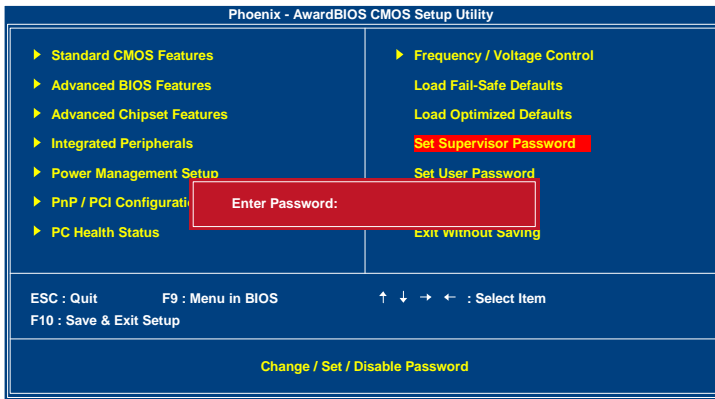 Phoenix - AwardBIOS CMOS Setup Utility
Standard CMOS Features
Advanced BIOS Features
Advanced Chipset Features
Integrated Peripherals
Power Management Setup
PnP / PCI Configurati
PC Health Status
Frequency / Voltage Control
Load Fail-Safe Defaults
Load Optimized Defaults
Set Supervisor Password
Set User Password
Exit Without Saving
Enter Password:
ESC : Quit F9 : Menu in BIOS ↑ ↓ → ← : Select Item
F10 : Save & Exit Setup
Change / Set / Disable Password